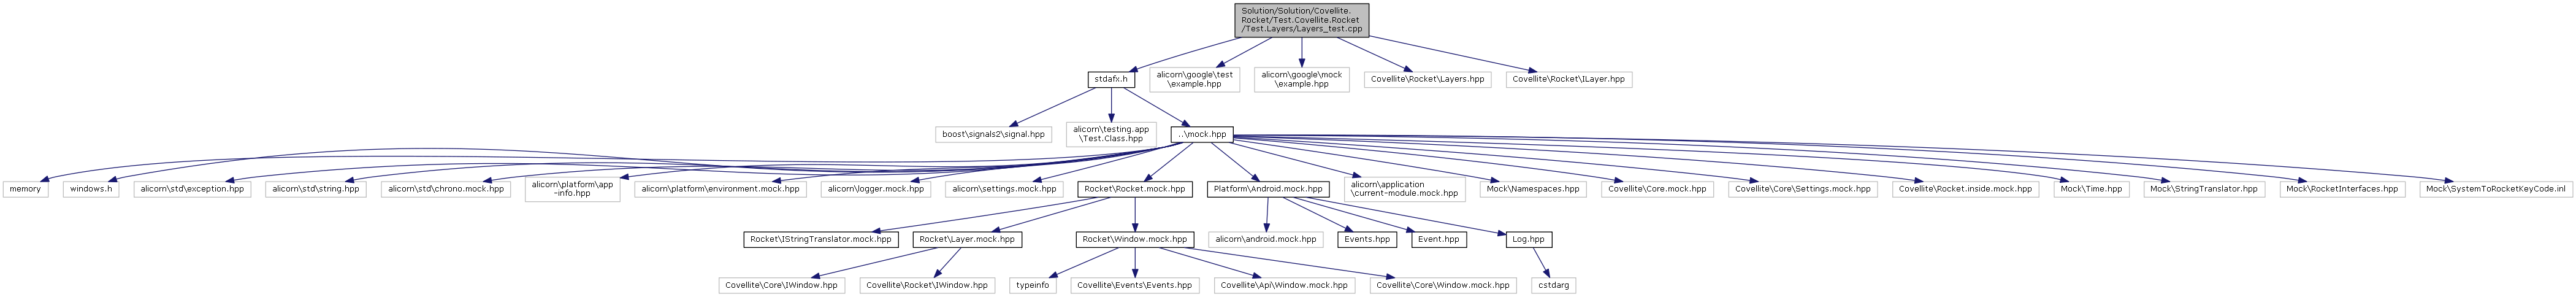 Solution/Solution/Covellite.
Rocket/Test.Covellite.Rocket
/Test.Layers/Layers_test.cpp
stdafx.h
alicorn\google\test
\example.hpp
alicorn\google\mock
\example.hpp
Covellite\Rocket\Layers.hpp
Covellite\Rocket\ILayer.hpp
boost\signals2\signal.hpp
alicorn\testing.app
\Test.Class.hpp
..\mock.hpp
memory
windows.h
alicorn\std\exception.hpp
alicorn\std\string.hpp
alicorn\std\chrono.mock.hpp
alicorn\platform\app
-info.hpp
alicorn\platform\environment.mock.hpp
alicorn\logger.mock.hpp
alicorn\settings.mock.hpp
Rocket\Rocket.mock.hpp
Platform\Android.mock.hpp
alicorn\application
\current-module.mock.hpp
Mock\Namespaces.hpp
Covellite\Core.mock.hpp
Covellite\Core\Settings.mock.hpp
Covellite\Rocket.inside.mock.hpp
Mock\Time.hpp
Mock\StringTranslator.hpp
Mock\RocketInterfaces.hpp
Mock\SystemToRocketKeyCode.inl
Rocket\IStringTranslator.mock.hpp
Rocket\Layer.mock.hpp
Rocket\Window.mock.hpp
alicorn\android.mock.hpp
Events.hpp
Event.hpp
Log.hpp
Covellite\Core\IWindow.hpp
Covellite\Rocket\IWindow.hpp
typeinfo
Covellite\Events\Events.hpp
Covellite\Api\Window.mock.hpp
Covellite\Core\Window.mock.hpp
cstdarg